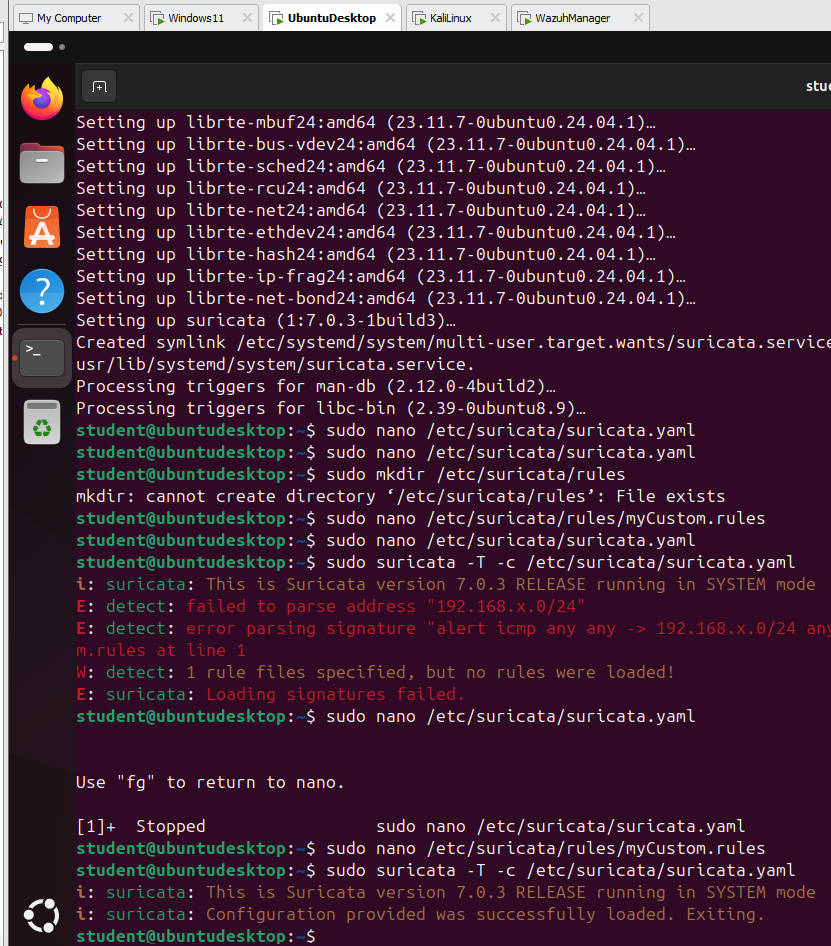 My Computer
Windows11
UbuntuDesktop
KaliLinux
WazuhManager
Setting up librte-mbuf24:amd64 (23.11.7-0ubuntu0.24.04.1)…
Setting up librte-bus-vdev24:amd64 (23.11.7-0ubuntu0.24.04.1)…
Setting up librte-sched24:amd64 (23.11.7-0ubuntu0.24.04.1)…
Setting up librte-rcu24:amd64 (23.11.7-0ubuntu0.24.04.1)…
Setting up librte-net24:amd64 (23.11.7-0ubuntu0.24.04.1)…
Setting up librte-ethdev24:amd64 (23.11.7-0ubuntu0.24.04.1)…
Setting up librte-hash24:amd64 (23.11.7-0ubuntu0.24.04.1)…
Setting up librte-ip-frag24:amd64 (23.11.7-0ubuntu0.24.04.1)…
Setting up librte-net-bond24:amd64 (23.11.7-0ubuntu0.24.04.1)…
Setting up suricata (1:7.0.3-1build3)…
Created symlink /etc/systemd/system/multi-user.target.wants/suricata.service
usr/lib/systemd/system/suricata.service.
Processing triggers for man-db (2.12.0-4build2)…
Processing triggers for libc-bin (2.39-0ubuntu8.9)…
student@ubuntudesktop:~$ sudo nano /etc/suricata/suricata.yaml
student@ubuntudesktop:~$ sudo nano /etc/suricata/suricata.yaml
student@ubuntudesktop:~$ sudo mkdir /etc/suricata/rules
mkdir: cannot create directory ‘/etc/suricata/rules’: File exists
student@ubuntudesktop:~$ sudo nano /etc/suricata/rules/myCustom.rules
student@ubuntudesktop:~$ sudo nano /etc/suricata/suricata.yaml
student@ubuntudesktop:~$ sudo suricata -T -c /etc/suricata/suricata.yaml
i: suricata: This is Suricata version 7.0.3 RELEASE running in SYSTEM mode
E: detect: failed to parse address "192.168.x.0/24"
E: detect: error parsing signature "alert icmp any any -> 192.168.x.0/24 any
m.rules at line 1
W: detect: 1 rule files specified, but no rules were loaded!
E: suricata: Loading signatures failed.
student@ubuntudesktop:~$ sudo nano /etc/suricata/suricata.yaml
Use "fg" to return to nano.
[1]+  Stopped                 sudo nano /etc/suricata/suricata.yaml
student@ubuntudesktop:~$ sudo nano /etc/suricata/rules/myCustom.rules
student@ubuntudesktop:~$ sudo suricata -T -c /etc/suricata/suricata.yaml
i: suricata: This is Suricata version 7.0.3 RELEASE running in SYSTEM mode
i: suricata: Configuration provided was successfully loaded. Exiting.
student@ubuntudesktop:~$